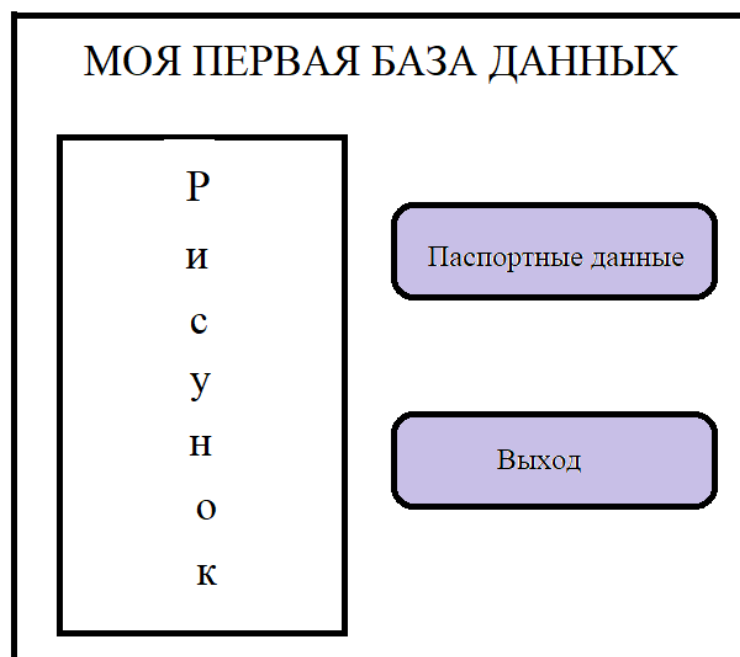 МОЯ ПЕРВАЯ БАЗА ДАННЫХ
Р
и
с
у
н
о
к
Паспортные данные
Выход